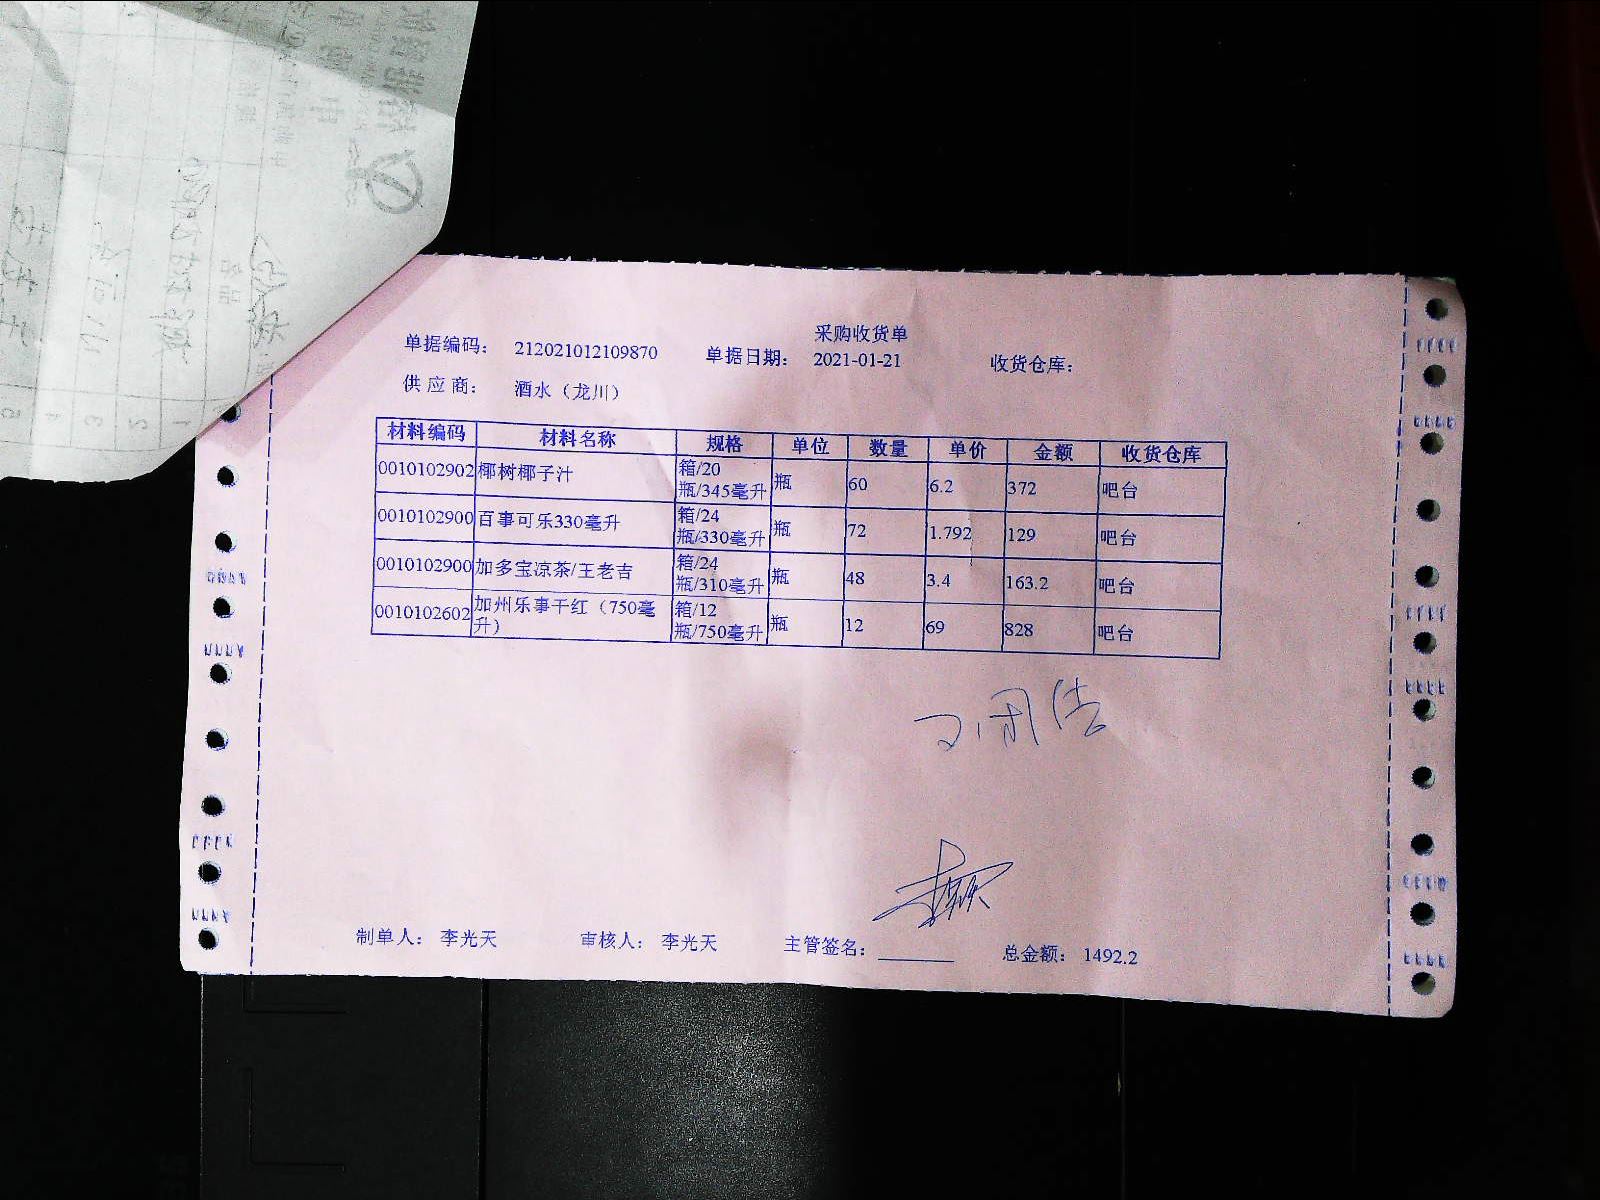 采购收货单
单据编码： 212021012109870 单据日期： 2021-01-21 收货仓库：
供应商： 酒水（龙川）
材料编码 材料名称 规格 单位 数量 单价 金额 收货仓库
0010102902 椰树椰子汁 箱/20瓶/345毫升 瓶 60 6.2 372 吧台
0010102900 百事可乐330毫升 箱/24瓶/330毫升 瓶 72 1.792 129 吧台
0010102900 加多宝凉茶/王老吉 箱/24瓶/310毫升 瓶 48 3.4 163.2 吧台
0010102602 加州乐事干红（750毫升） 箱/12瓶/750毫升 瓶 12 69 828 吧台
制单人： 李光天 审核人： 李光天 主管签名： 总金额： 1492.2